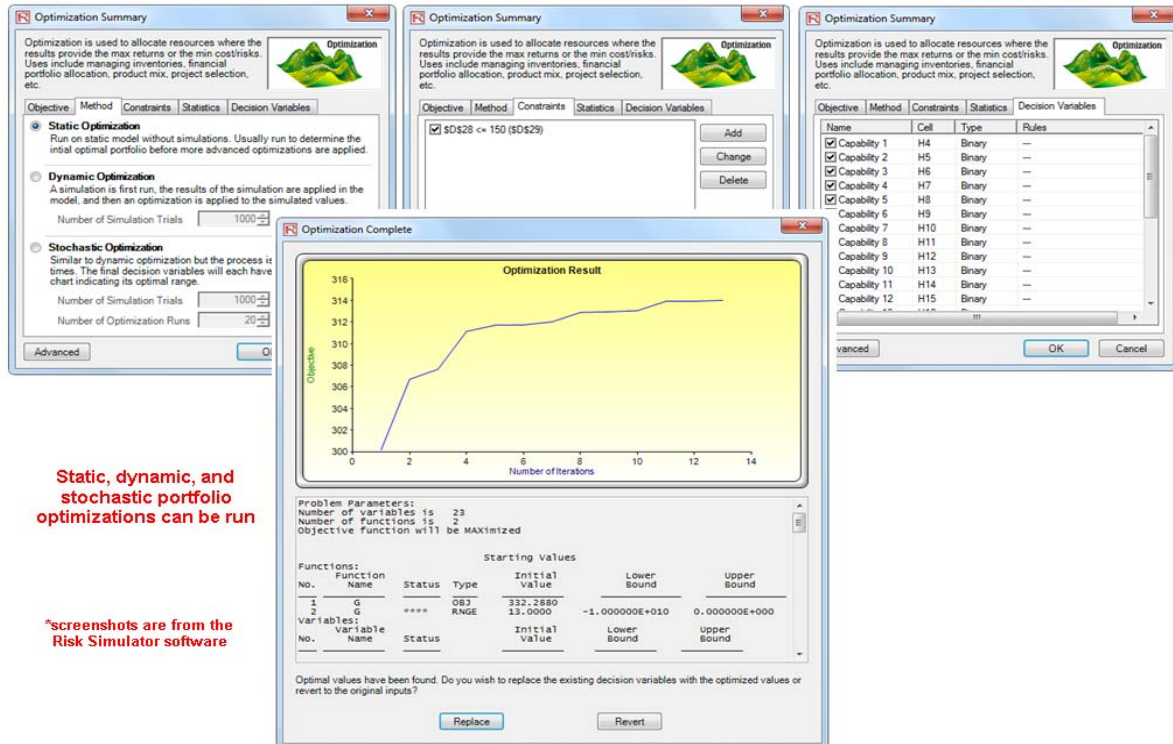 Optimization Summary
Optimization is used to allocate resources where the
results provide the max returns or the min cost/risks.
Uses include managing inventories, financial
portfolio allocation, product mix, project selection,
etc.
Optimization
Objective Method Constraints Statistics Decision Variables
Static Optimization
Run on static model without simulations. Usually run to determine the
intial optimal portfolio before more advanced optimizations are applied.
Dynamic Optimization
A simulation is first run, the results of the simulation are applied in the
model, and then an optimization is applied to the simulated values.
Number of Simulation Trials 1000
Stochastic Optimization
Similar to dynamic optimization but the process is
times. The final decision variables will each have
chart indicating its optimal range.
Number of Simulation Trials 1000
Number of Optimization Runs 20
Advanced
Optimization Summary
Optimization is used to allocate resources where the
results provide the max returns or the min cost/risks.
Uses include managing inventories, financial
portfolio allocation, product mix, project selection,
etc.
Optimization
Objective Method Constraints Statistics Decision Variables
$D$28 <= 150 ($D$29)
Add
Change
Delete
Optimization Summary
Optimization is used to allocate resources where the
results provide the max returns or the min cost/risks.
Uses include managing inventories, financial
portfolio allocation, product mix, project selection,
etc.
Optimization
Objective Method Constraints Statistics Decision Variables
Name Cell Type Rules
Capability 1 H4 Binary ---
Capability 2 H5 Binary ---
Capability 3 H6 Binary ---
Capability 4 H7 Binary ---
Capability 5 H8 Binary ---
Capability 6 H9 Binary ---
Capability 7 H10 Binary ---
Capability 8 H11 Binary ---
Capability 9 H12 Binary ---
Capability 10 H13 Binary ---
Capability 11 H14 Binary ---
Capability 12 H15 Binary ---
OK Cancel
Optimization Complete
Optimization Result
Objective
316
314
312
310
308
306
304
302
300
0 2 4 6 8 10 12 14
Number of Iterations
Problem Parameters:
Number of variables is 23
Number of functions is 2
Objective function will be MAXimized
Starting Values
Functions:
Function Initial Lower Upper
No. Name Status Type Value Bound Bound
1 G OBJ 332.2880
2 G **** RNGE 13.0000 -1.000000E+010 0.000000E+000
Variables:
Variable Initial Lower Upper
No. Name Status Value Bound Bound
Optimal values have been found. Do you wish to replace the existing decision variables with the optimized values or
revert to the original inputs?
Replace Revert
Static, dynamic, and
stochastic portfolio
optimizations can be run
*screenshots are from the
Risk Simulator software